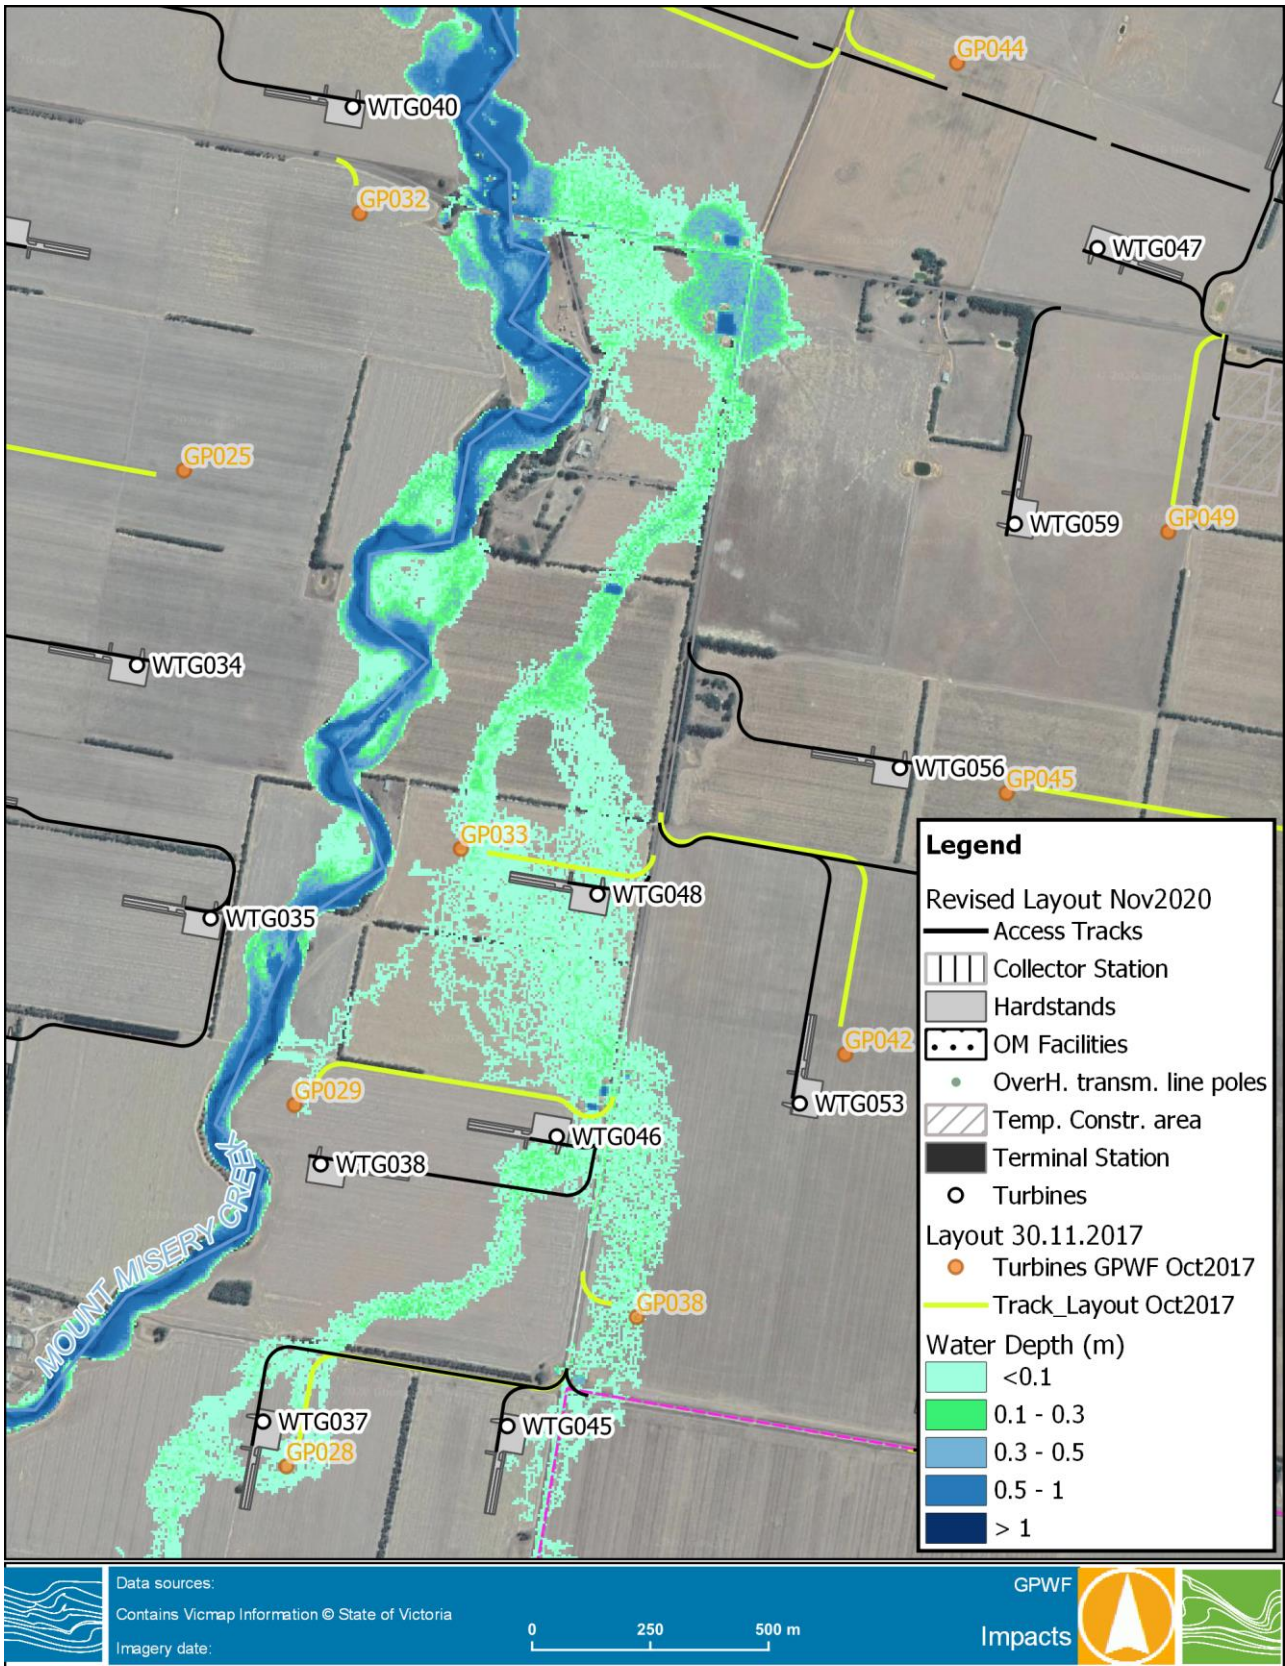 GP044
WTG040
GP032
WTG047
GP025
GP049
WTG059
WTG034
WTG056
GP045
GP033
WTG048
WTG035
GP042
GP029
WTG053
WTG046
WTG038
MOUNT MISERY CREEK
GP038
WTG037
WTG045
GP028
Legend
Revised Layout Nov2020
Access Tracks
Collector Station
Hardstands
OM Facilities
OverH. transm. line poles
Temp. Constr. area
Terminal Station
Turbines
Layout 30.11.2017
Turbines GPWF Oct2017
Track_Layout Oct2017
Water Depth (m)
<0.1
0.1 - 0.3
0.3 - 0.5
0.5 - 1
> 1
Data sources:
Contains Vicmap Information © State of Victoria
Imagery date:
0 250 500 m
GPWF
Impacts